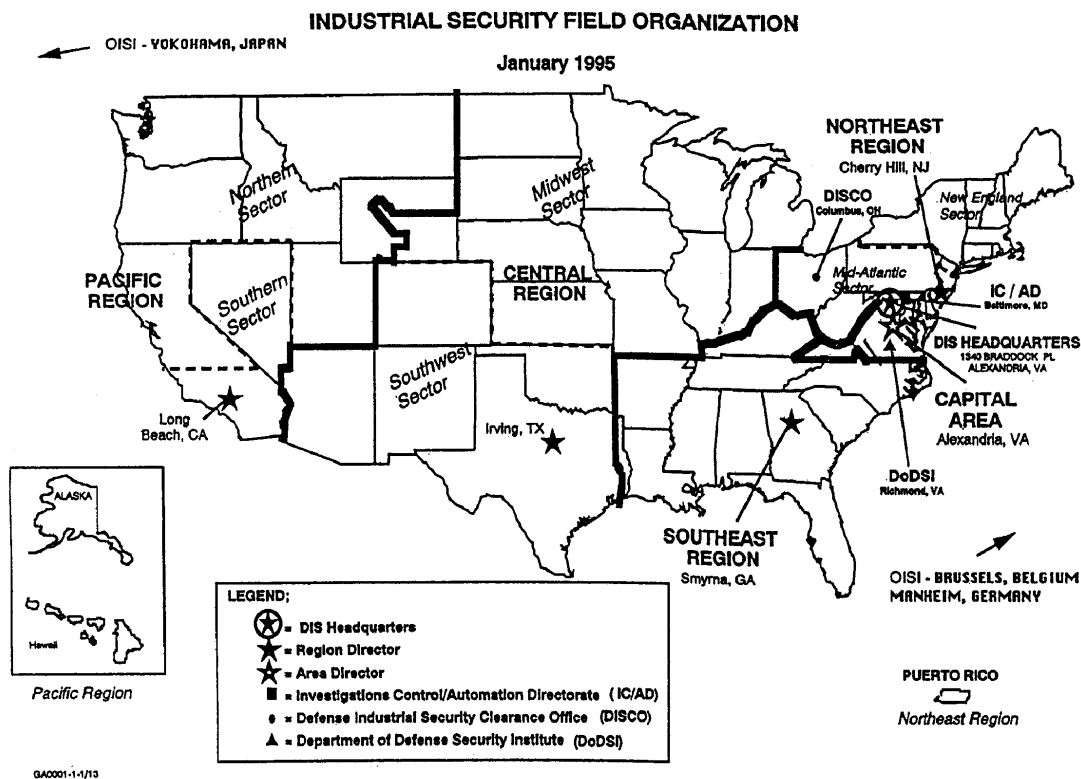 INDUSTRIAL SECURITY FIELD ORGANIZATION
OISI - YOKOHAMA, JAPAN
January 1995
NORTHEAST
REGION
Cherry Hill, NJ
DISCO
Columbus, OH
New England
Sector
Northern
Sector
Midwest
Sector
PACIFIC
REGION
Southern
Sector
CENTRAL
REGION
Mid-Atlantic
Sector
IC / AD
Baltimore, MD
DIS HEADQUARTERS
1340 BRADDOCK PL
ALEXANDRIA, VA
Southwest
Sector
CAPITAL
AREA
Alexandria, VA
Long
Beach, CA
Irving, TX
DoDSI
Richmond, VA
ALASKA
Hawaii
Pacific Region
SOUTHEAST
REGION
Smyrna, GA
OISI - BRUSSELS, BELGIUM
MANHEIM, GERMANY
LEGEND;
= DIS Headquarters
= Region Director
= Area Director
= Investigations Control/Automation Directorate (IC/AD)
= Defense Industrial Security Clearance Office (DISCO)
= Department of Defense Security Institute (DoDSI)
PUERTO RICO
Northeast Region
GA0001-1-1/13